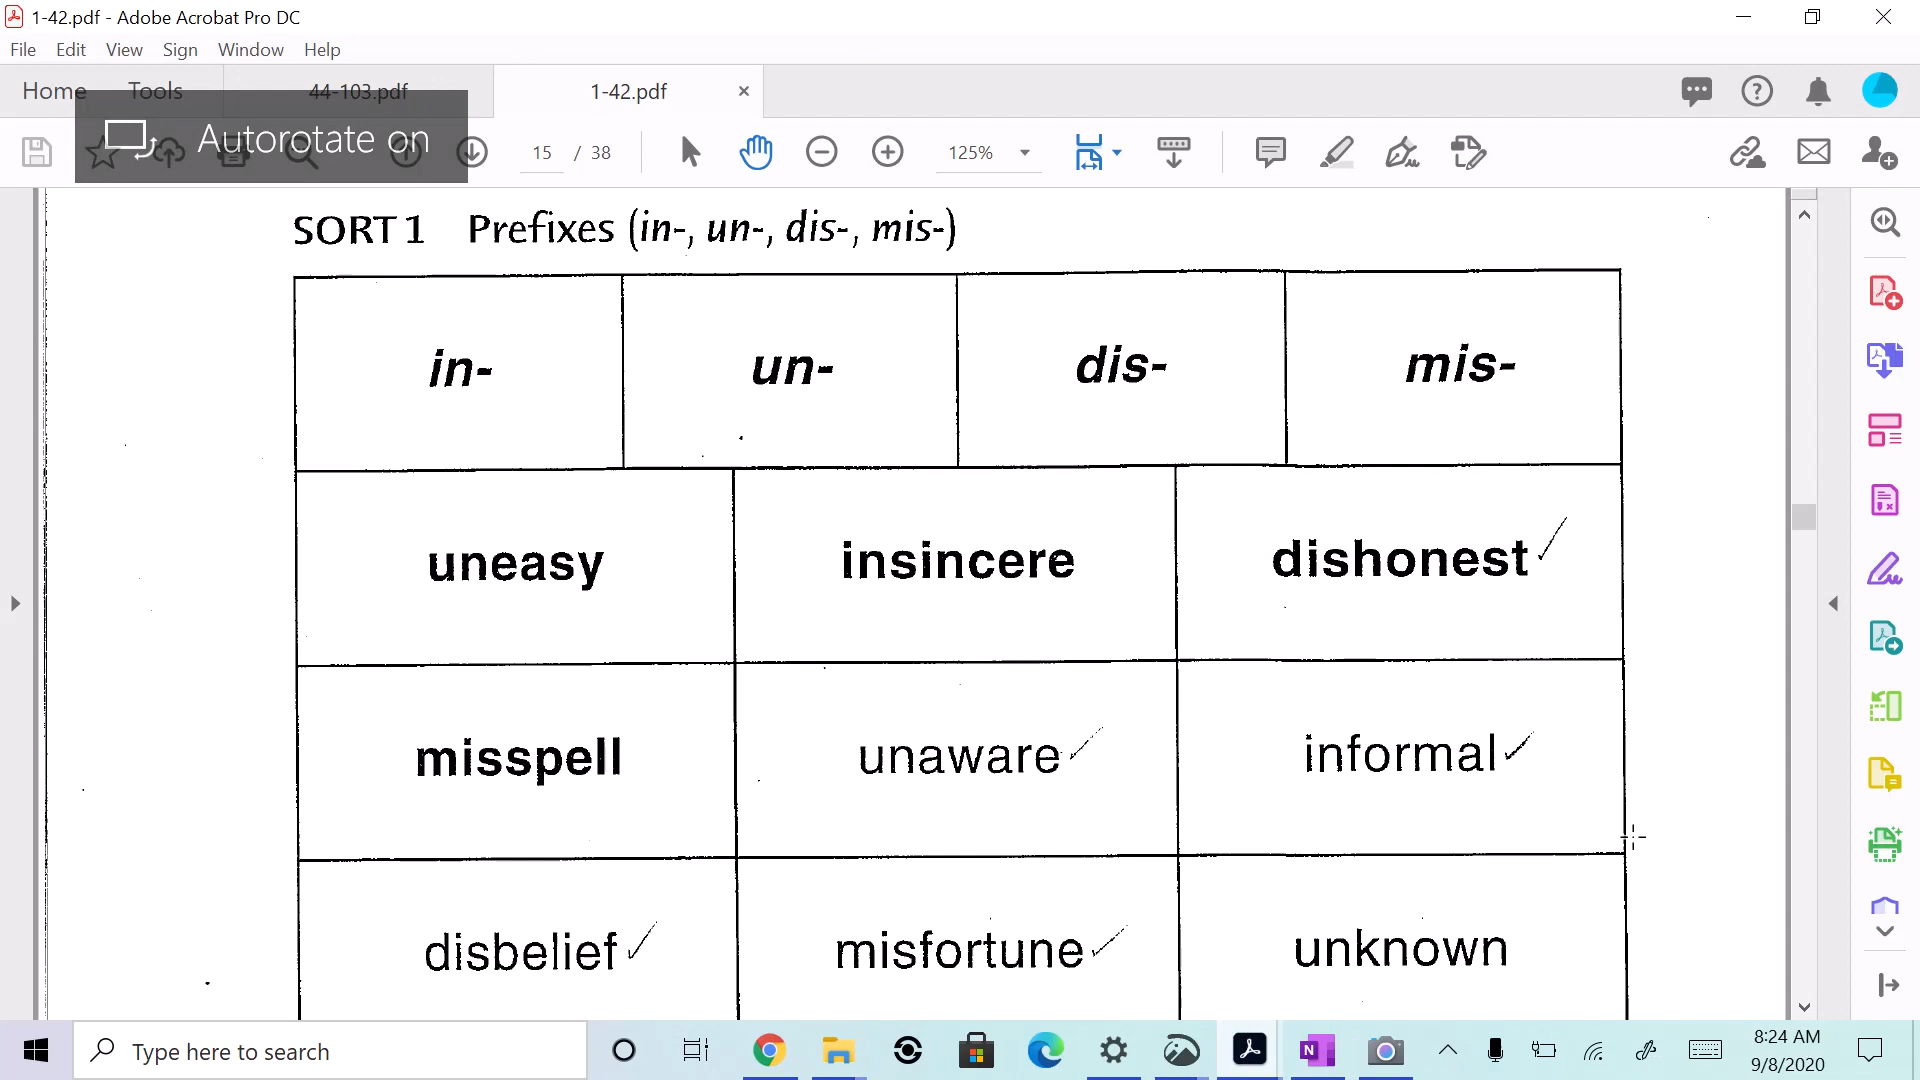 1-42.pdf - Adobe Acrobat Pro DC
File Edit View Sign Window Help
Home Tools 44-103.pdf 1-42.pdf ×
Autorotate on
15 / 38 125%
SORT 1 Prefixes (in-, un-, dis-, mis-)
in- un- dis- mis-
uneasy insincere dishonest ✓
misspell unaware ✓ informal ✓
disbelief ✓ misfortune ✓ unknown
Type here to search
8:24 AM
9/8/2020